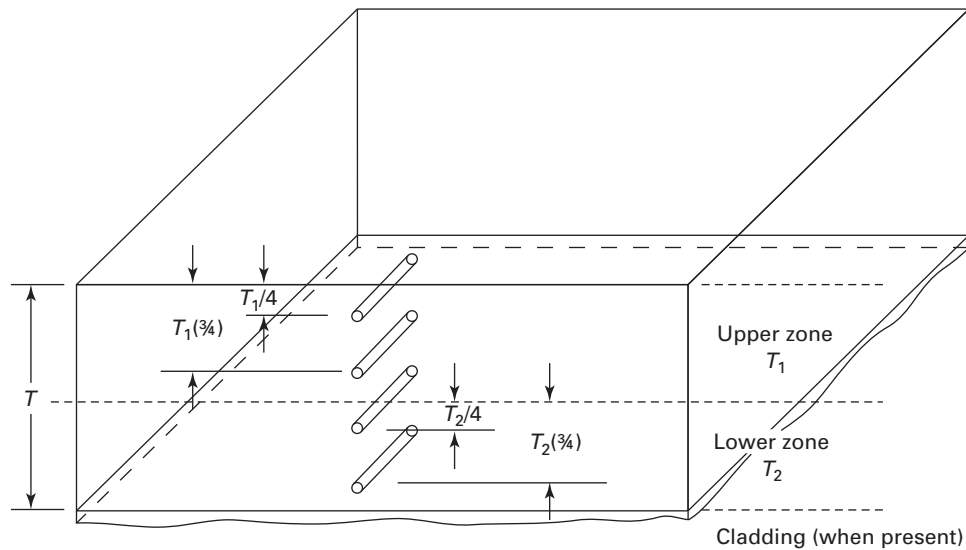 T₁/4
T₁(¾)
Upper zone
T₁
T
T₂/4
T₂(¾)
Lower zone
T₂
Cladding (when present)